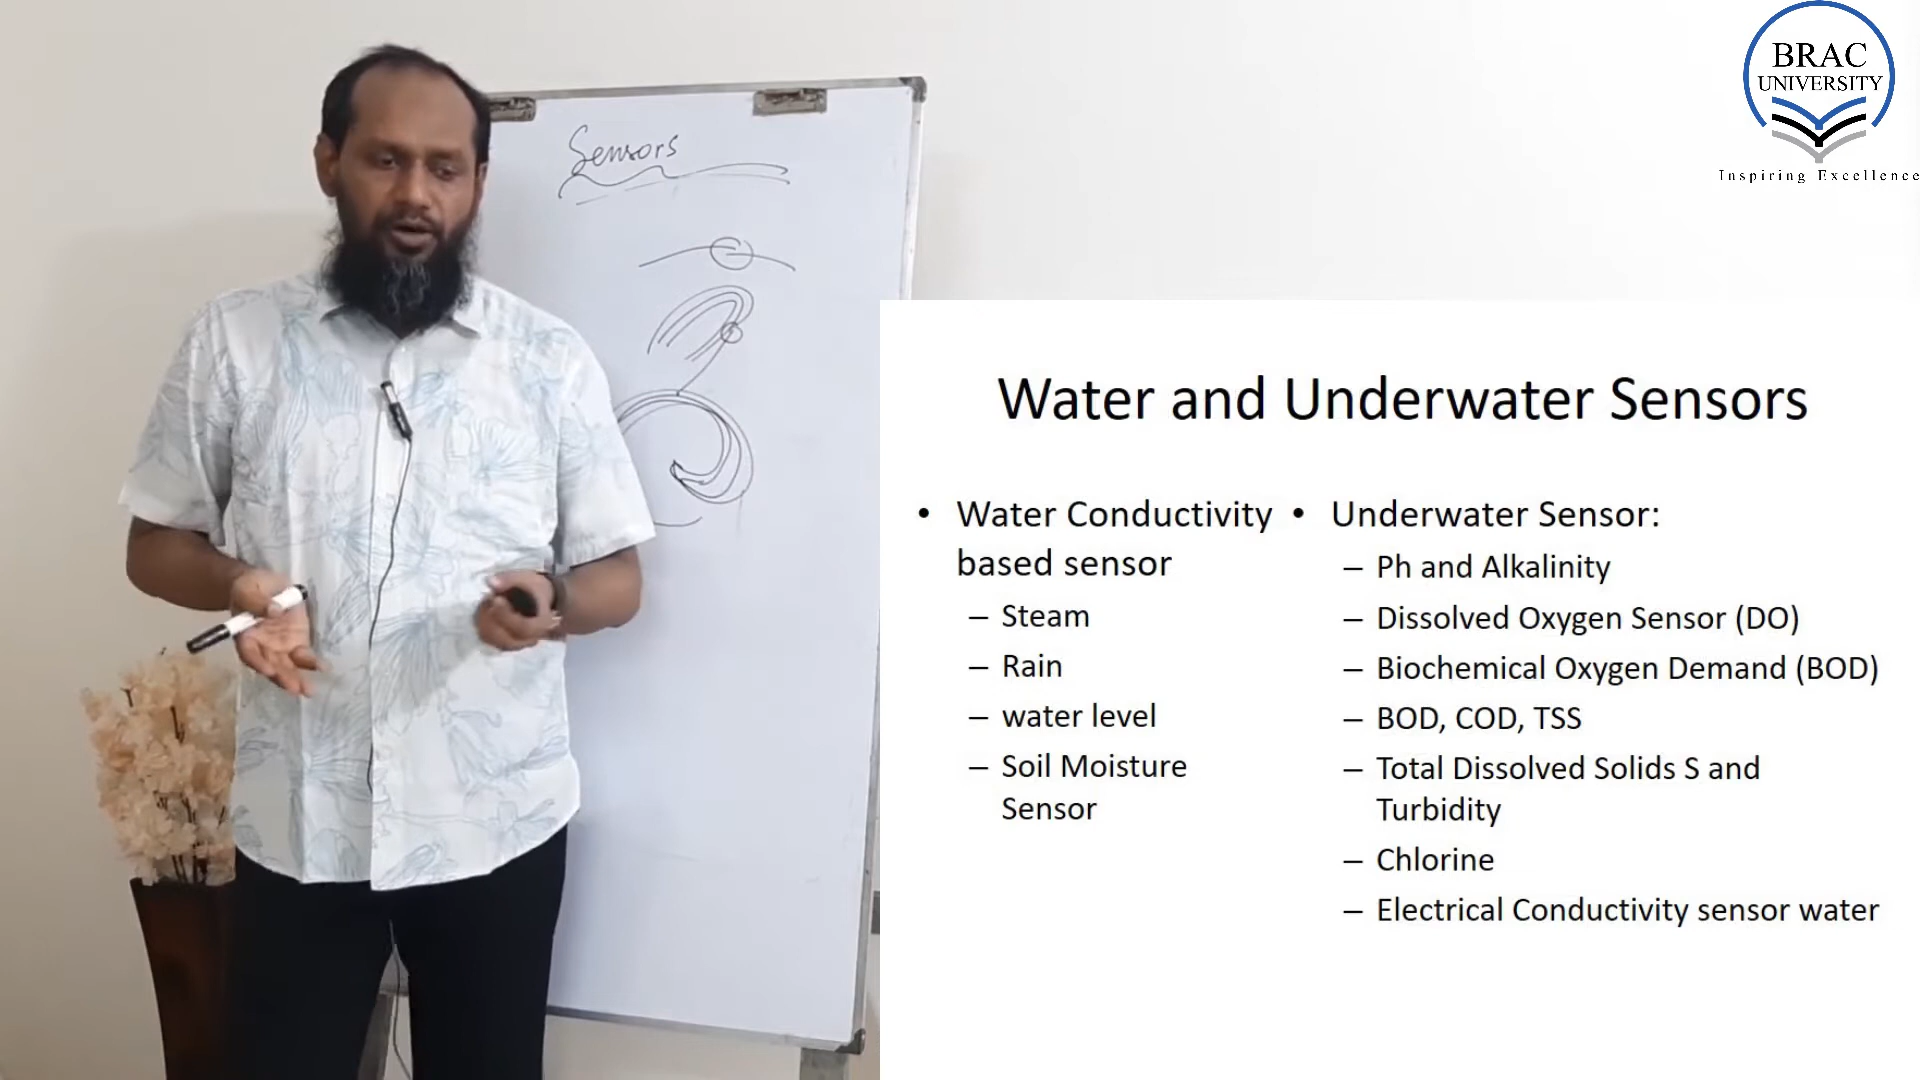 BRAC
UNIVERSITY
Inspiring Excellence
Sensors
Water and Underwater Sensors
• Water Conductivity
based sensor
– Steam
– Rain
– water level
– Soil Moisture
Sensor
• Underwater Sensor:
– Ph and Alkalinity
– Dissolved Oxygen Sensor (DO)
– Biochemical Oxygen Demand (BOD)
– BOD, COD, TSS
– Total Dissolved Solids S and
Turbidity
– Chlorine
– Electrical Conductivity sensor water